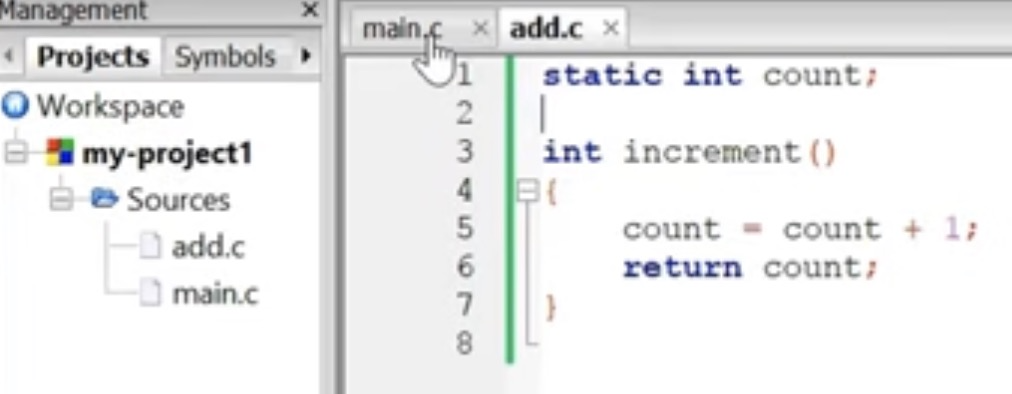 Management ×
Projects Symbols
Workspace
my-project1
Sources
add.c
main.c
main.c × add.c ×
1 static int count;
2
3 int increment()
4 {
5 count = count + 1;
6 return count;
7 }
8